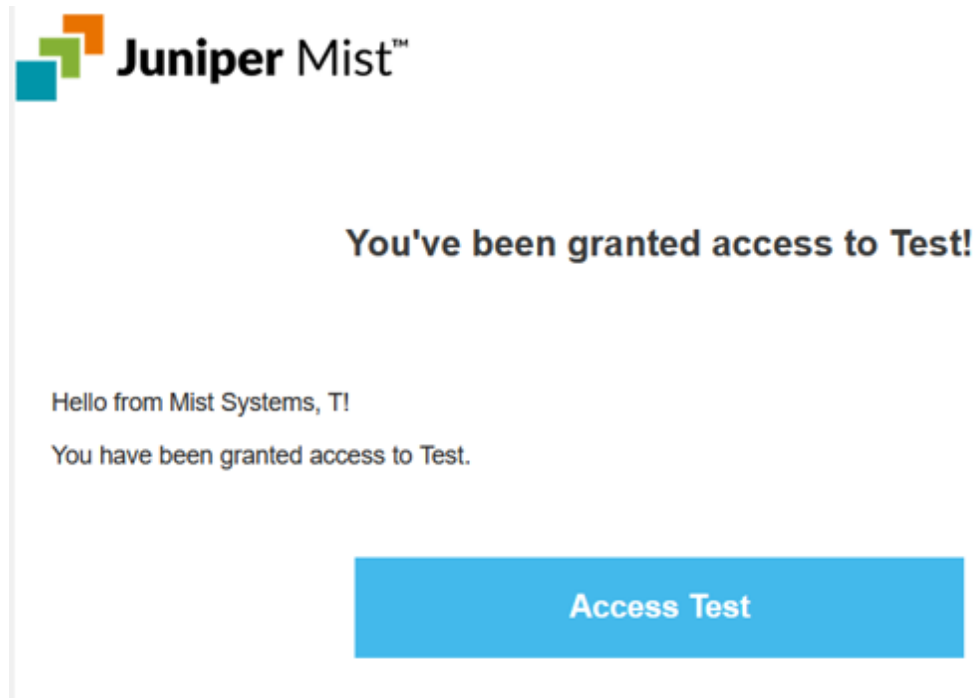 Juniper Mist™
You've been granted access to Test!
Hello from Mist Systems, T!
You have been granted access to Test.
Access Test